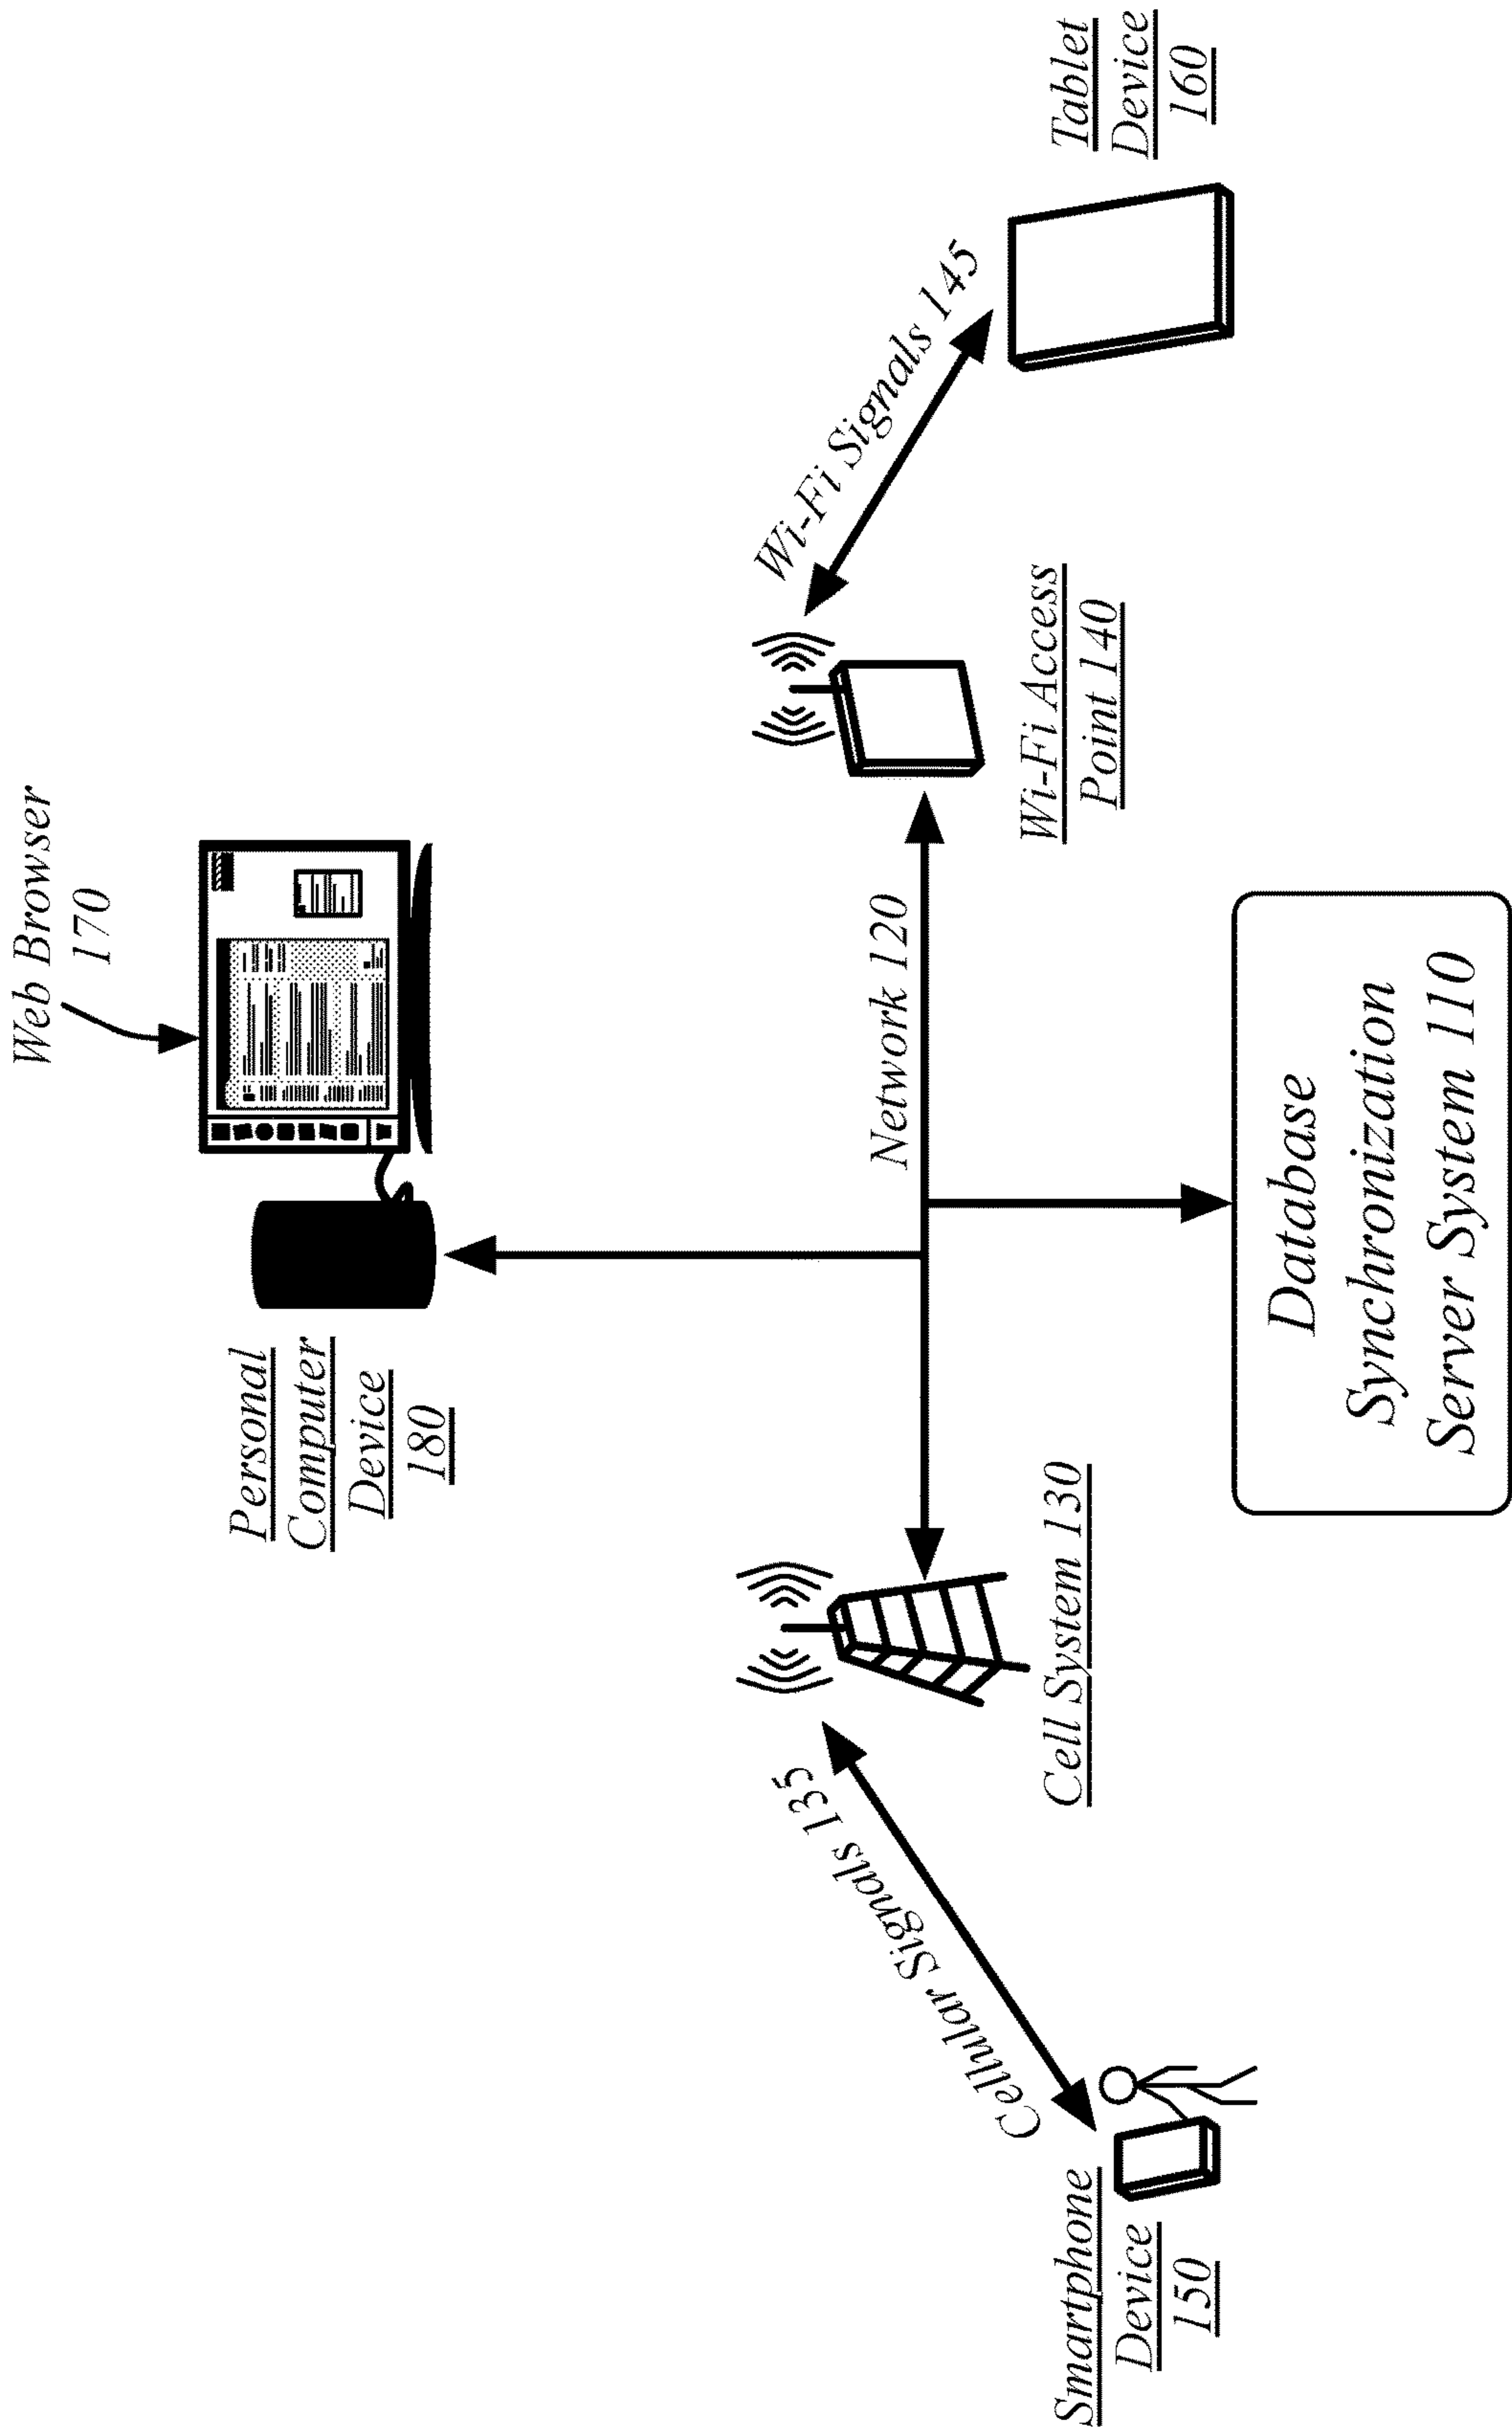 Web Browser
170
Personal
Computer
Device
180
Network 120
Cellular Signals 135
Wi-Fi Signals 145
Cell System 130
Wi-Fi Access
Point 140
Smartphone
Device
150
Tablet
Device
160
Database
Synchronization
Server System 110